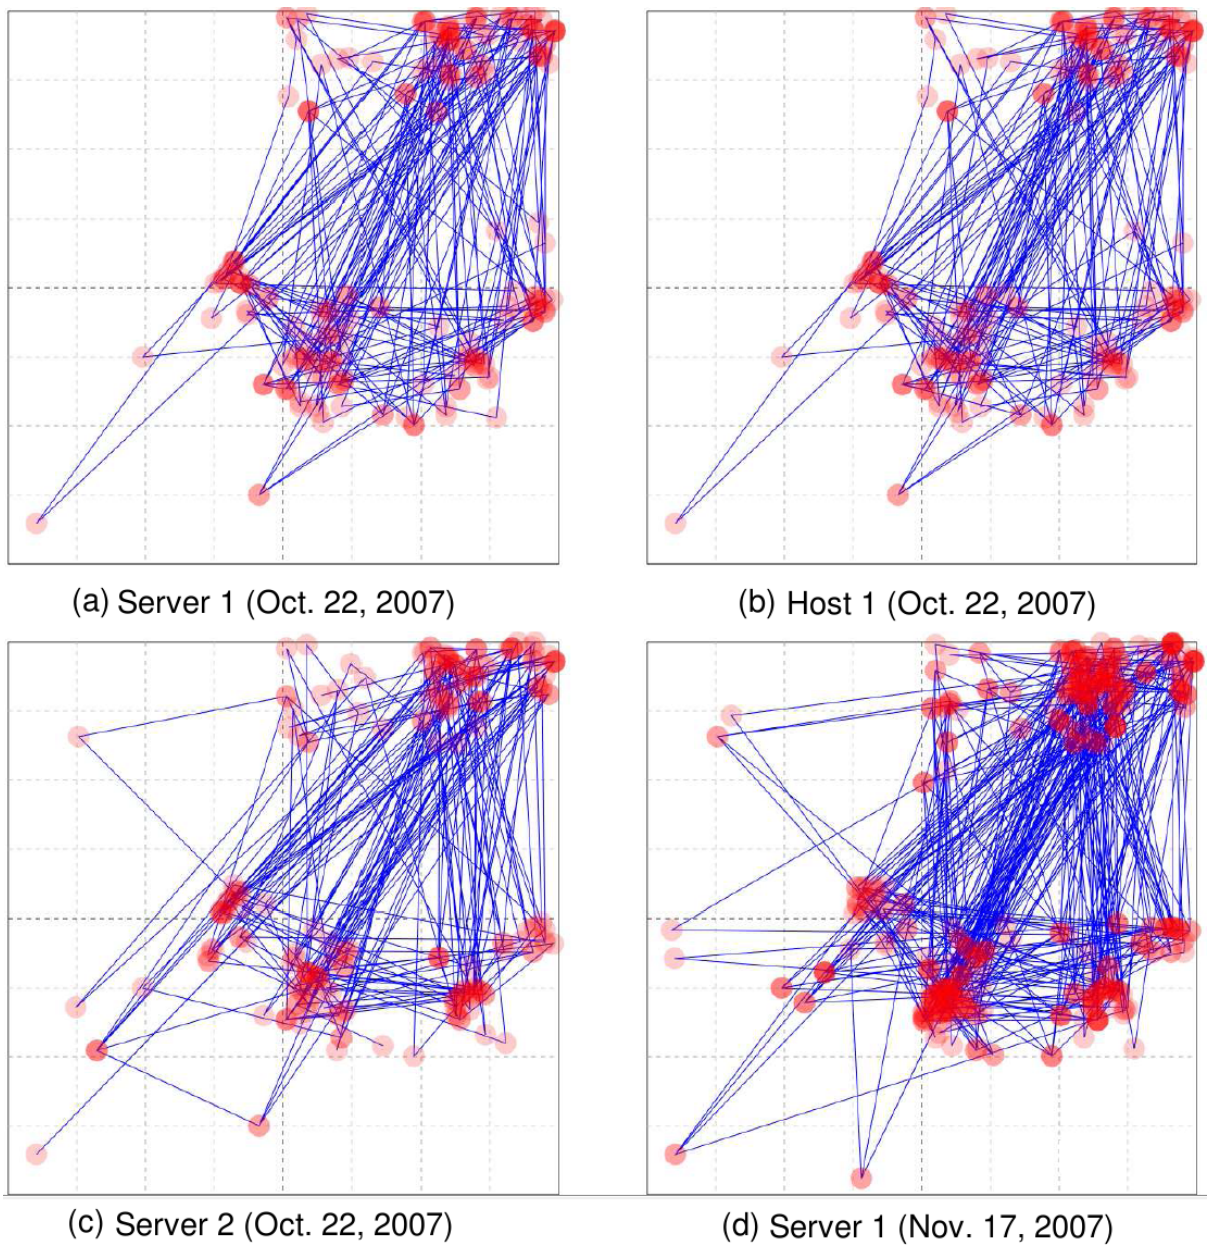 (a) Server 1 (Oct. 22, 2007)
(b) Host 1 (Oct. 22, 2007)
(c) Server 2 (Oct. 22, 2007)
(d) Server 1 (Nov. 17, 2007)